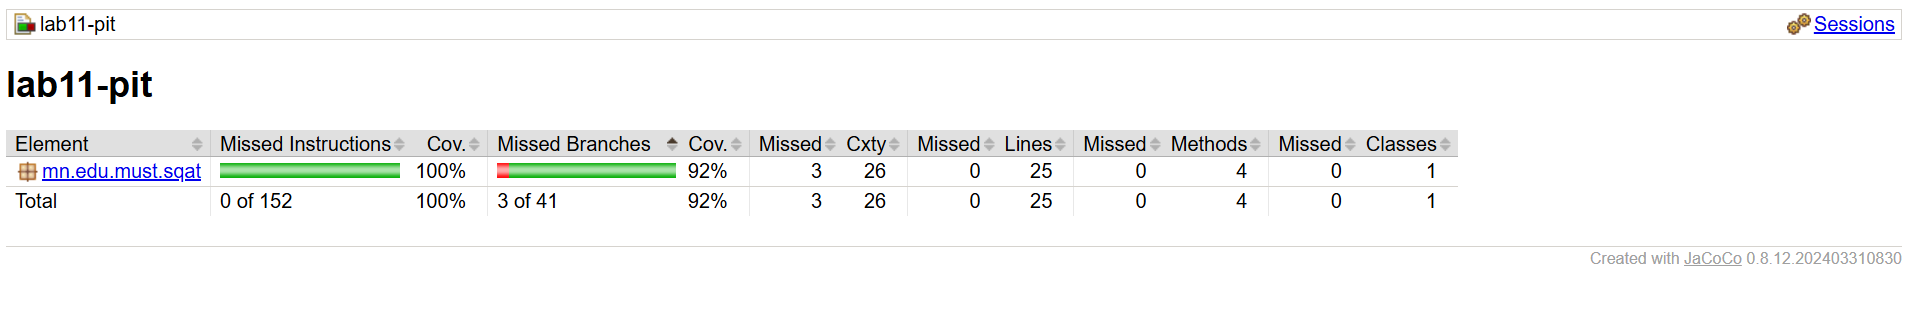 lab11-pit Sessions
lab11-pit
Element Missed Instructions Cov. Missed Branches Cov. Missed Cxty Missed Lines Missed Methods Missed Classes
mn.edu.must.sqat 100% 92% 3 26 0 25 0 4 0 1
Total 0 of 152 100% 3 of 41 92% 3 26 0 25 0 4 0 1
Created with JaCoCo 0.8.12.202403310830